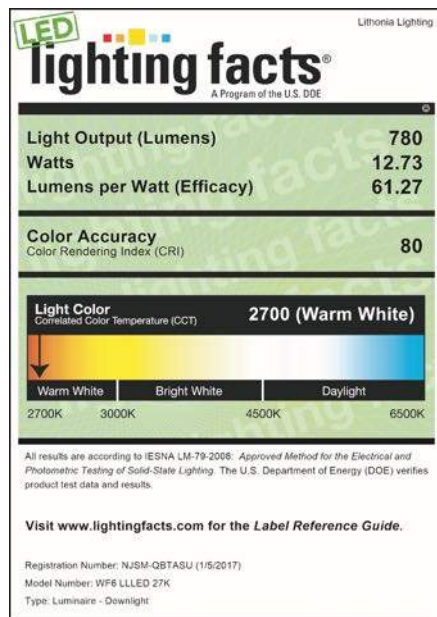 Lithonia Lighting
LED
lighting facts®
A Program of the U.S. DOE
Light Output (Lumens) 780
Watts 12.73
Lumens per Watt (Efficacy) 61.27
Color Accuracy
Color Rendering Index (CRI) 80
Light Color
Correlated Color Temperature (CCT) 2700 (Warm White)
Warm White Bright White Daylight
2700K 3000K 4500K 6500K
All results are according to IESNA LM-79-2008: Approved Method for the Electrical and
Photometric Testing of Solid-State Lighting. The U.S. Department of Energy (DOE) verifies
product test data and results.
Visit www.lightingfacts.com for the Label Reference Guide.
Registration Number: NJSM-QBTASU (1/5/2017)
Model Number: WF6 LLLED 27K
Type: Luminaire - Downlight